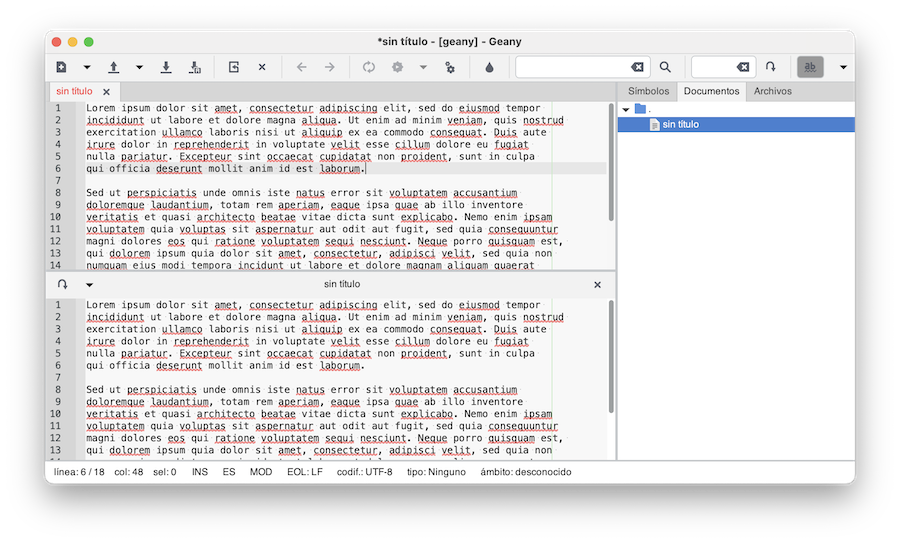 *sin título - [geany] - Geany
ab
sin título
Símbolos Documentos Archivos
.
sin título
1 Lorem ipsum dolor sit amet, consectetur adipiscing elit, sed do eiusmod tempor
2 incididunt ut labore et dolore magna aliqua. Ut enim ad minim veniam, quis nostrud
3 exercitation ullamco laboris nisi ut aliquip ex ea commodo consequat. Duis aute
4 irure dolor in reprehenderit in voluptate velit esse cillum dolore eu fugiat
5 nulla pariatur. Excepteur sint occaecat cupidatat non proident, sunt in culpa
6 qui officia deserunt mollit anim id est laborum.
7
8 Sed ut perspiciatis unde omnis iste natus error sit voluptatem accusantium
9 doloremque laudantium, totam rem aperiam, eaque ipsa quae ab illo inventore
10 veritatis et quasi architecto beatae vitae dicta sunt explicabo. Nemo enim ipsam
11 voluptatem quia voluptas sit aspernatur aut odit aut fugit, sed quia consequuntur
12 magni dolores eos qui ratione voluptatem sequi nesciunt. Neque porro quisquam est,
13 qui dolorem ipsum quia dolor sit amet, consectetur, adipisci velit, sed quia non
14 numquam eius modi tempora incidunt ut labore et dolore magnam aliquam quaerat
sin título
1 Lorem ipsum dolor sit amet, consectetur adipiscing elit, sed do eiusmod tempor
2 incididunt ut labore et dolore magna aliqua. Ut enim ad minim veniam, quis nostrud
3 exercitation ullamco laboris nisi ut aliquip ex ea commodo consequat. Duis aute
4 irure dolor in reprehenderit in voluptate velit esse cillum dolore eu fugiat
5 nulla pariatur. Excepteur sint occaecat cupidatat non proident, sunt in culpa
6 qui officia deserunt mollit anim id est laborum.
7
8 Sed ut perspiciatis unde omnis iste natus error sit voluptatem accusantium
9 doloremque laudantium, totam rem aperiam, eaque ipsa quae ab illo inventore
10 veritatis et quasi architecto beatae vitae dicta sunt explicabo. Nemo enim ipsam
11 voluptatem quia voluptas sit aspernatur aut odit aut fugit, sed quia consequuntur
12 magni dolores eos qui ratione voluptatem sequi nesciunt. Neque porro quisquam est,
13 qui dolorem ipsum quia dolor sit amet, consectetur, adipisci velit, sed quia non
línea: 6 / 18 col: 48 sel: 0 INS ES MOD EOL: LF codif.: UTF-8 tipo: Ninguno ámbito: desconocido